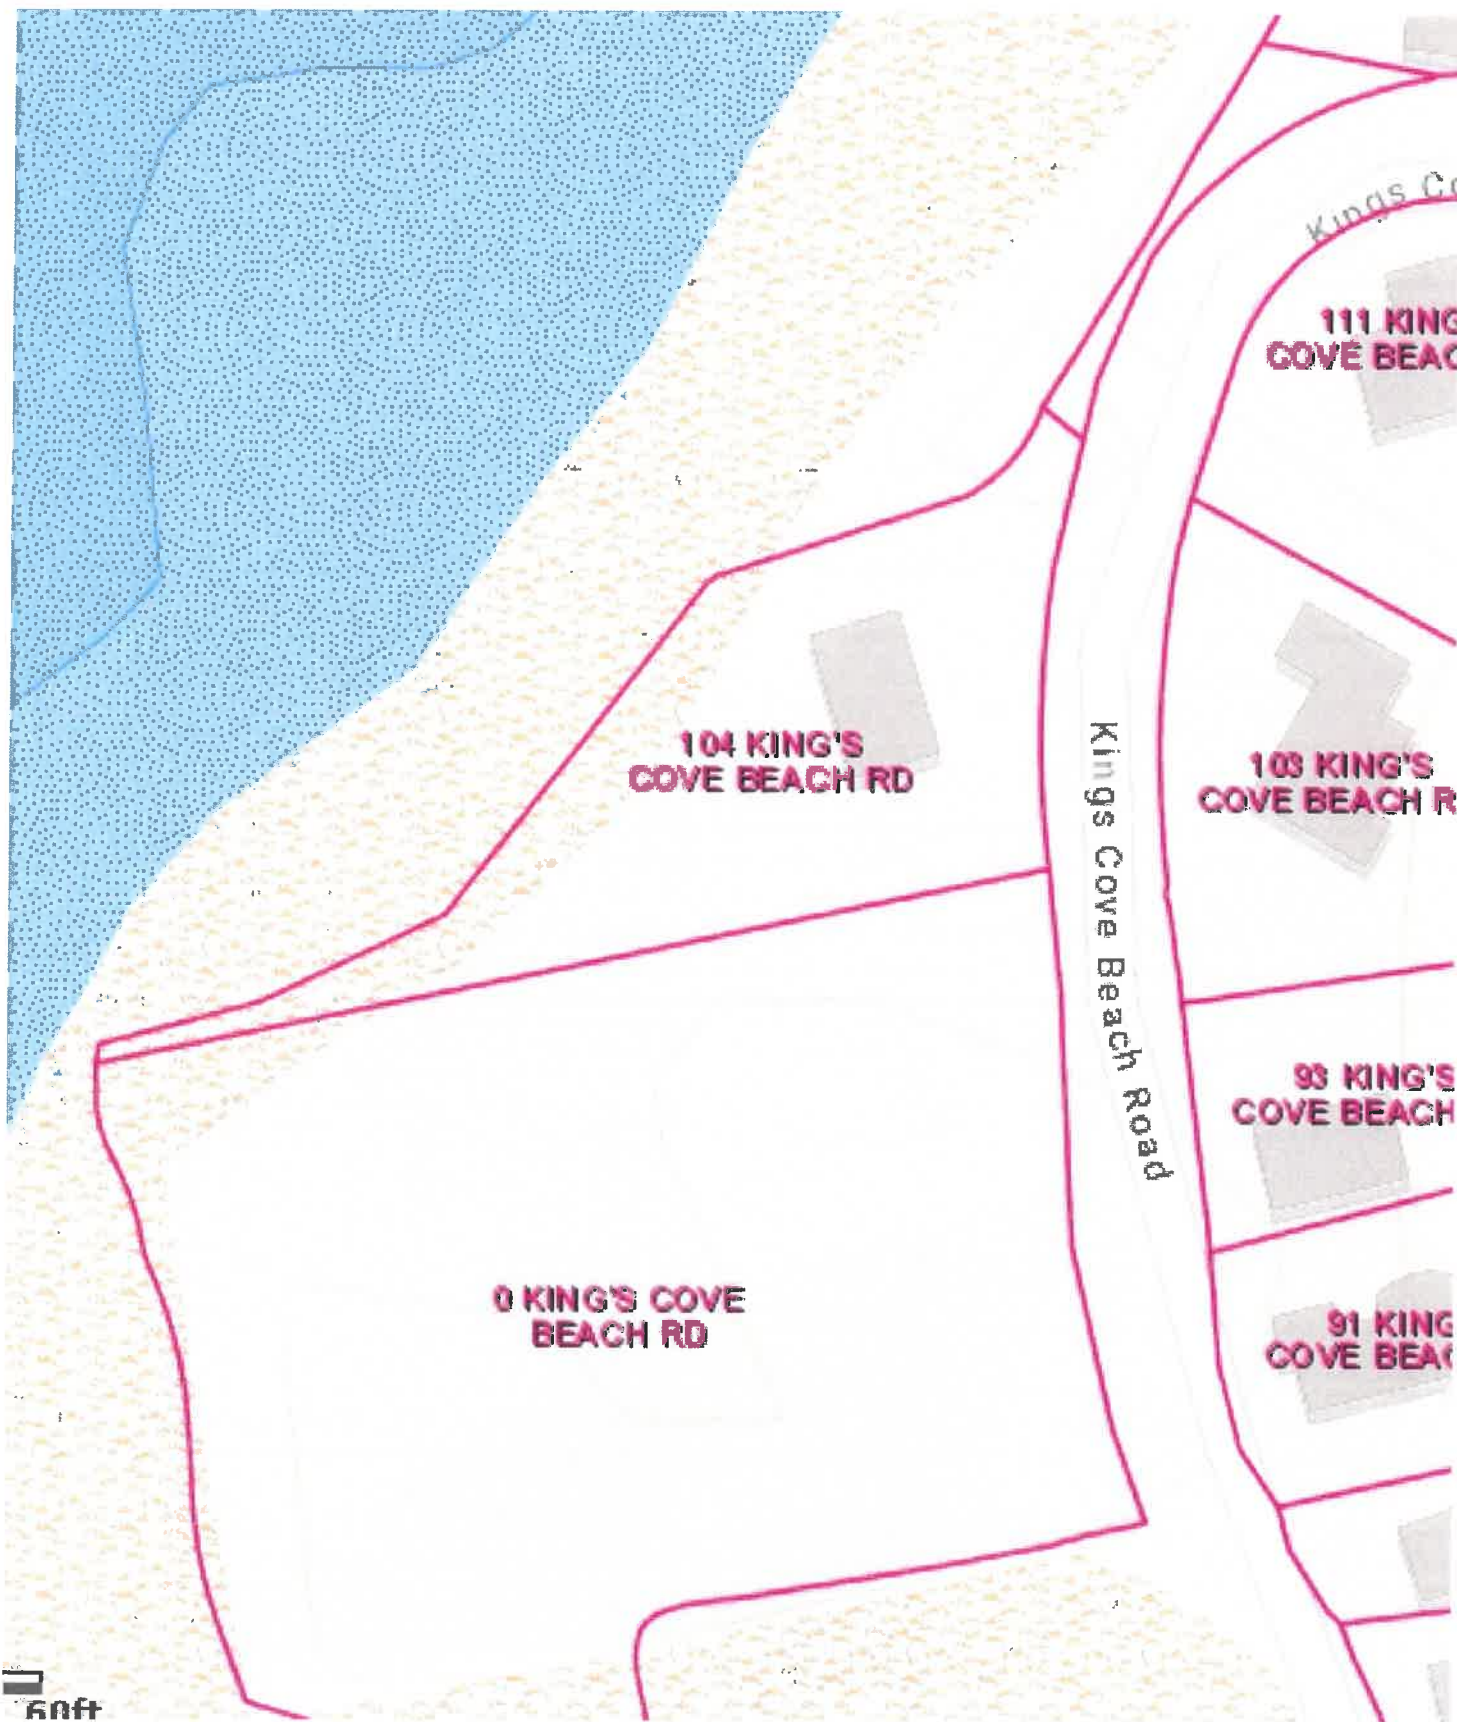 Kings Co
111 KING
COVE BEAC
104 KING'S
COVE BEACH RD
103 KING'S
COVE BEACH R
Kings Cove Beach Road
93 KING'S
COVE BEACH
0 KING'S COVE
BEACH RD
91 KING
COVE BEAC
60ft